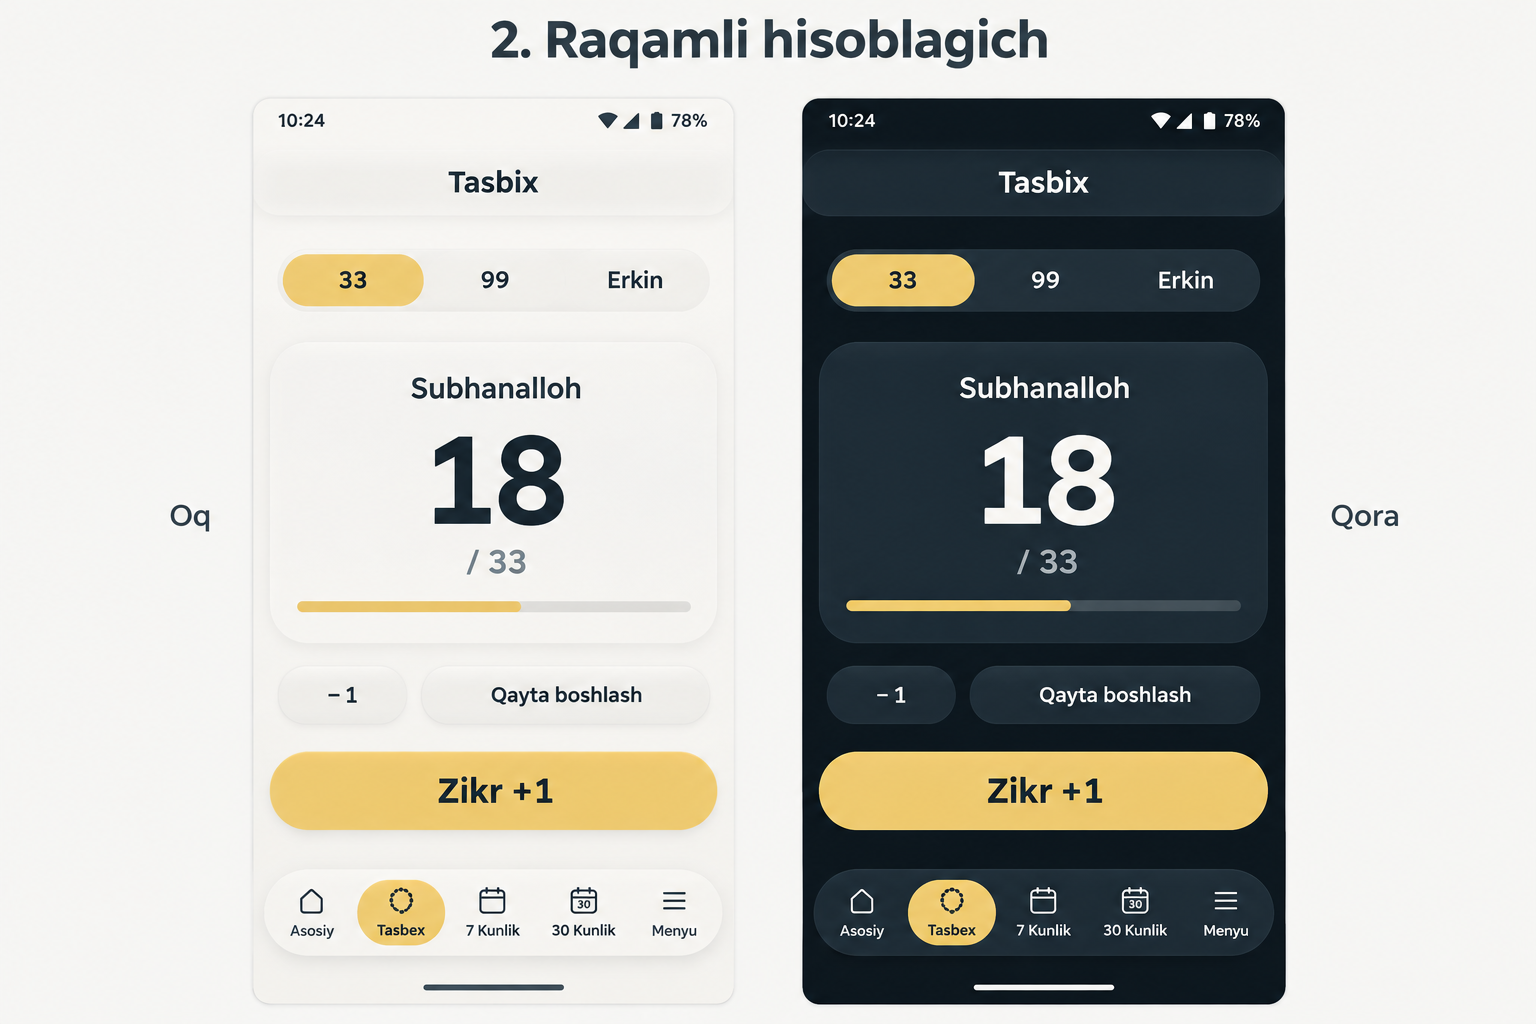 2. Raqamli hisoblagich
10:24 78%
Tasbix
33 99 Erkin
Subhanalloh
18
/ 33
Oq
– 1 Qayta boshlash
Zikr +1
Asosiy Tasbex 7 Kunlik 30 30 Kunlik Menyu
10:24 78%
Tasbix
33 99 Erkin
Subhanalloh
18
/ 33
Qora
– 1 Qayta boshlash
Zikr +1
Asosiy Tasbex 7 Kunlik 30 30 Kunlik Menyu